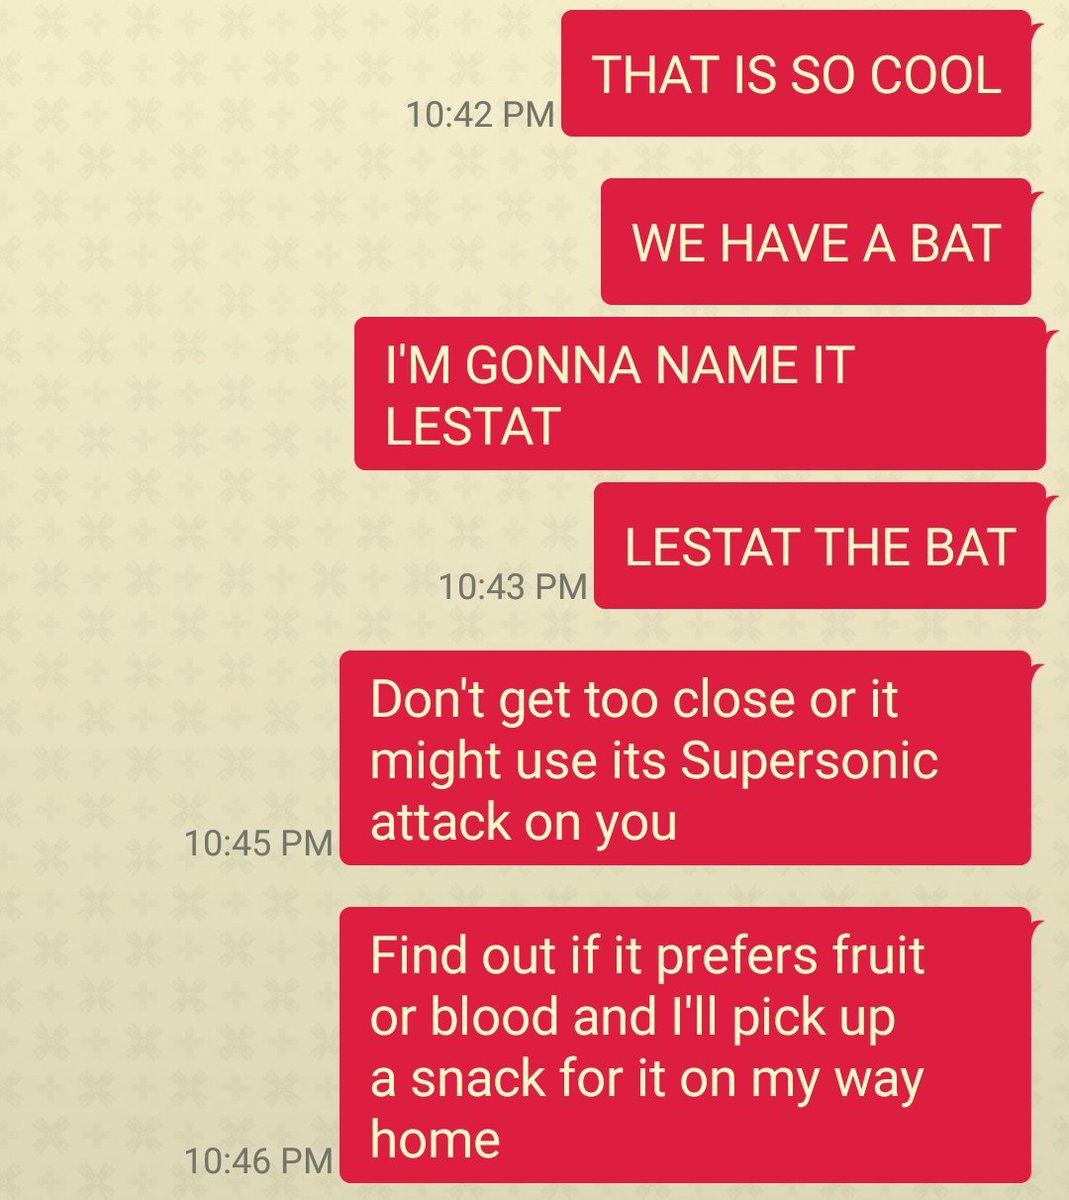 THAT IS SO COOL
10:42 PM
WE HAVE A BAT
I'M GONNA NAME IT
LESTAT
LESTAT THE BAT
10:43 PM
Don't get too close or it
might use its Supersonic
attack on you
10:45 PM
Find out if it prefers fruit
or blood and I'll pick up
a snack for it on my way
home
10:46 PM